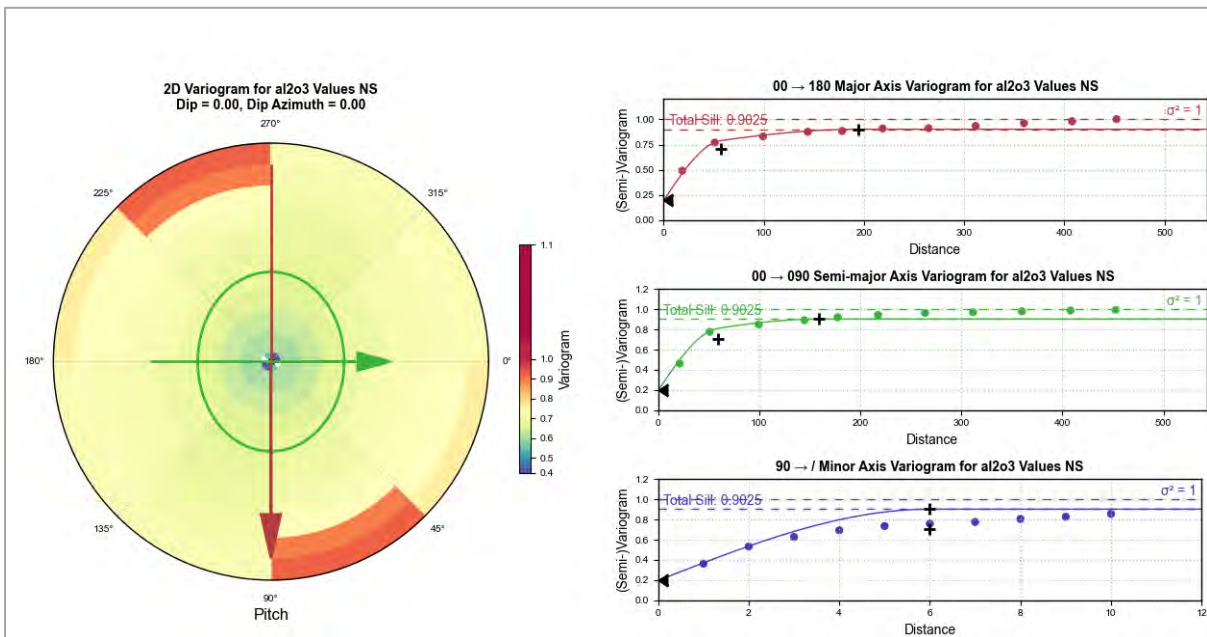 2D Variogram for al2o3 Values NS
Dip = 0.00, Dip Azimuth = 0.00
270°
225°
315°
180°
0°
135°
45°
90°
Pitch
1.1
1.0
0.9
0.8
0.7
0.6
0.5
0.4
Variogram
00 → 180 Major Axis Variogram for al2o3 Values NS
Total Sill: 0.9025
σ² = 1
1.00
0.75
0.50
0.25
0.00
(Semi-)Variogram
0 100 200 300 400 500
Distance
00 → 090 Semi-major Axis Variogram for al2o3 Values NS
Total Sill: 0.9025
σ² = 1
1.2
1.0
0.8
0.6
0.4
0.2
0.0
(Semi-)Variogram
0 100 200 300 400 500
Distance
90 → / Minor Axis Variogram for al2o3 Values NS
Total Sill: 0.9025
σ² = 1
1.2
1.0
0.8
0.6
0.4
0.2
0.0
(Semi-)Variogram
0 2 4 6 8 10 12
Distance